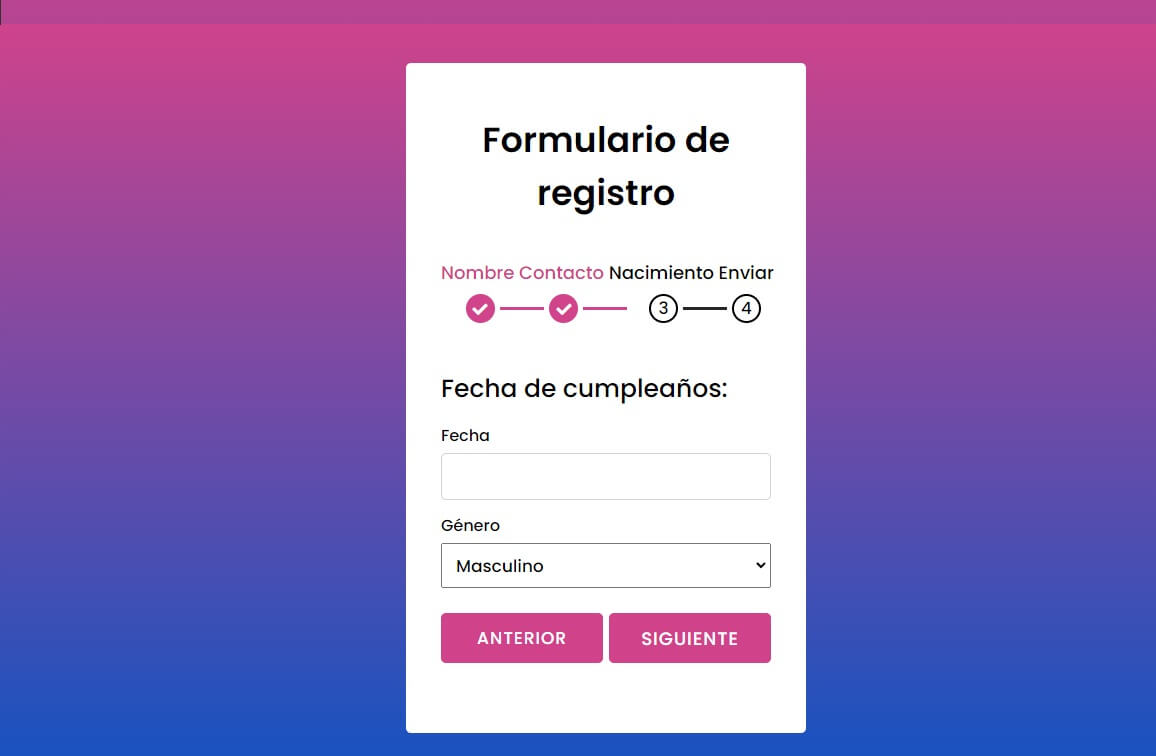 Formulario de
registro
Nombre Contacto Nacimiento Enviar
3 4
Fecha de cumpleaños:
Fecha
Género
Masculino
ANTERIOR SIGUIENTE